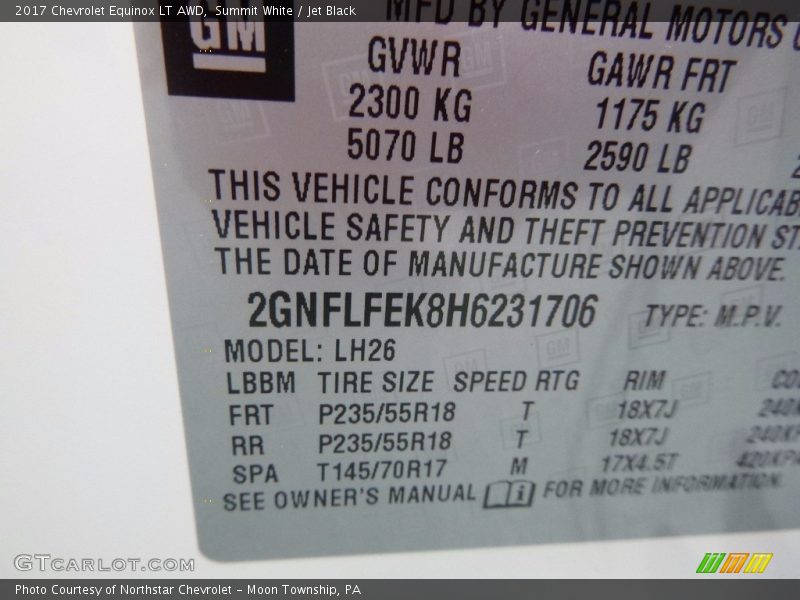 2017 Chevrolet Equinox LT AWD, Summit White / Jet Black
GM
MFD BY GENERAL MOTORS
GVWR GAWR FRT
2300 KG 1175 KG
5070 LB 2590 LB
THIS VEHICLE CONFORMS TO ALL APPLICAB
VEHICLE SAFETY AND THEFT PREVENTION ST
THE DATE OF MANUFACTURE SHOWN ABOVE.
2GNFLFEK8H6231706 TYPE: M.P.V.
MODEL: LH26
LBBM TIRE SIZE SPEED RTG RIM CO
FRT P235/55R18 T 18X7J 240K
RR P235/55R18 T 18X7J 240KP
SPA T145/70R17 M 17X4.5T 420KP
SEE OWNER'S MANUAL i FOR MORE INFORMATION.
GTcarlot.com
Photo Courtesy of Northstar Chevrolet - Moon Township, PA